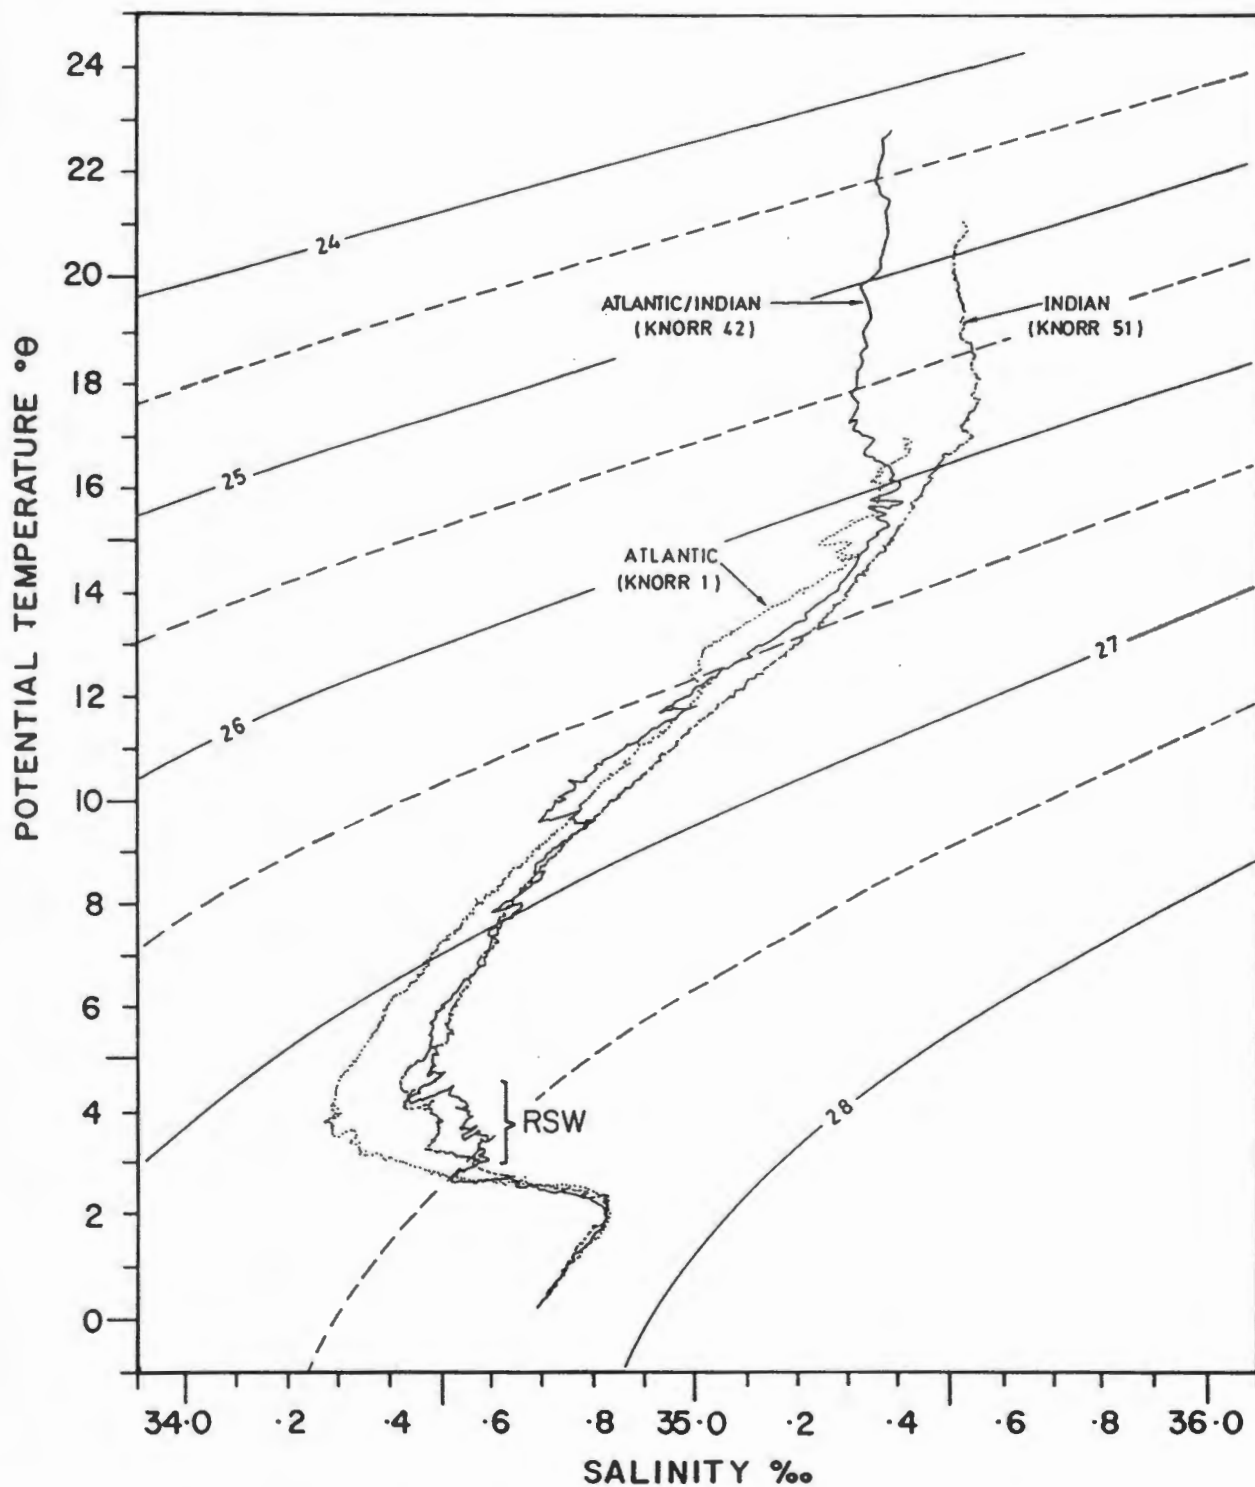 24
22
20
18
16
14
12
10
8
6
4
2
0
POTENTIAL TEMPERATURE °θ
24
25
26
27
28
ATLANTIC/INDIAN
(KNORR 42)
INDIAN
(KNORR 51)
ATLANTIC
(KNORR 1)
RSW
34·0 ·2 ·4 ·6 ·8 35·0 ·2 ·4 ·6 ·8 36·0
SALINITY ‰